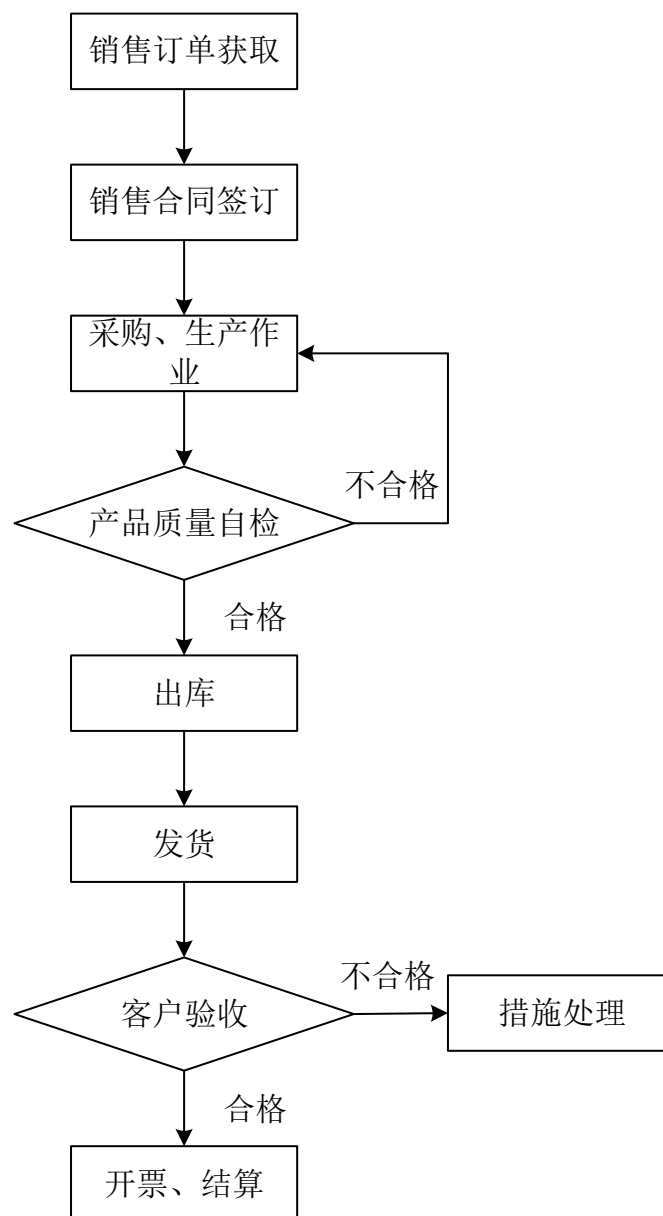 销售订单获取
销售合同签订
采购、生产作
业
不合格
产品质量自检
合格
出库
发货
不合格
客户验收
措施处理
合格
开票、结算